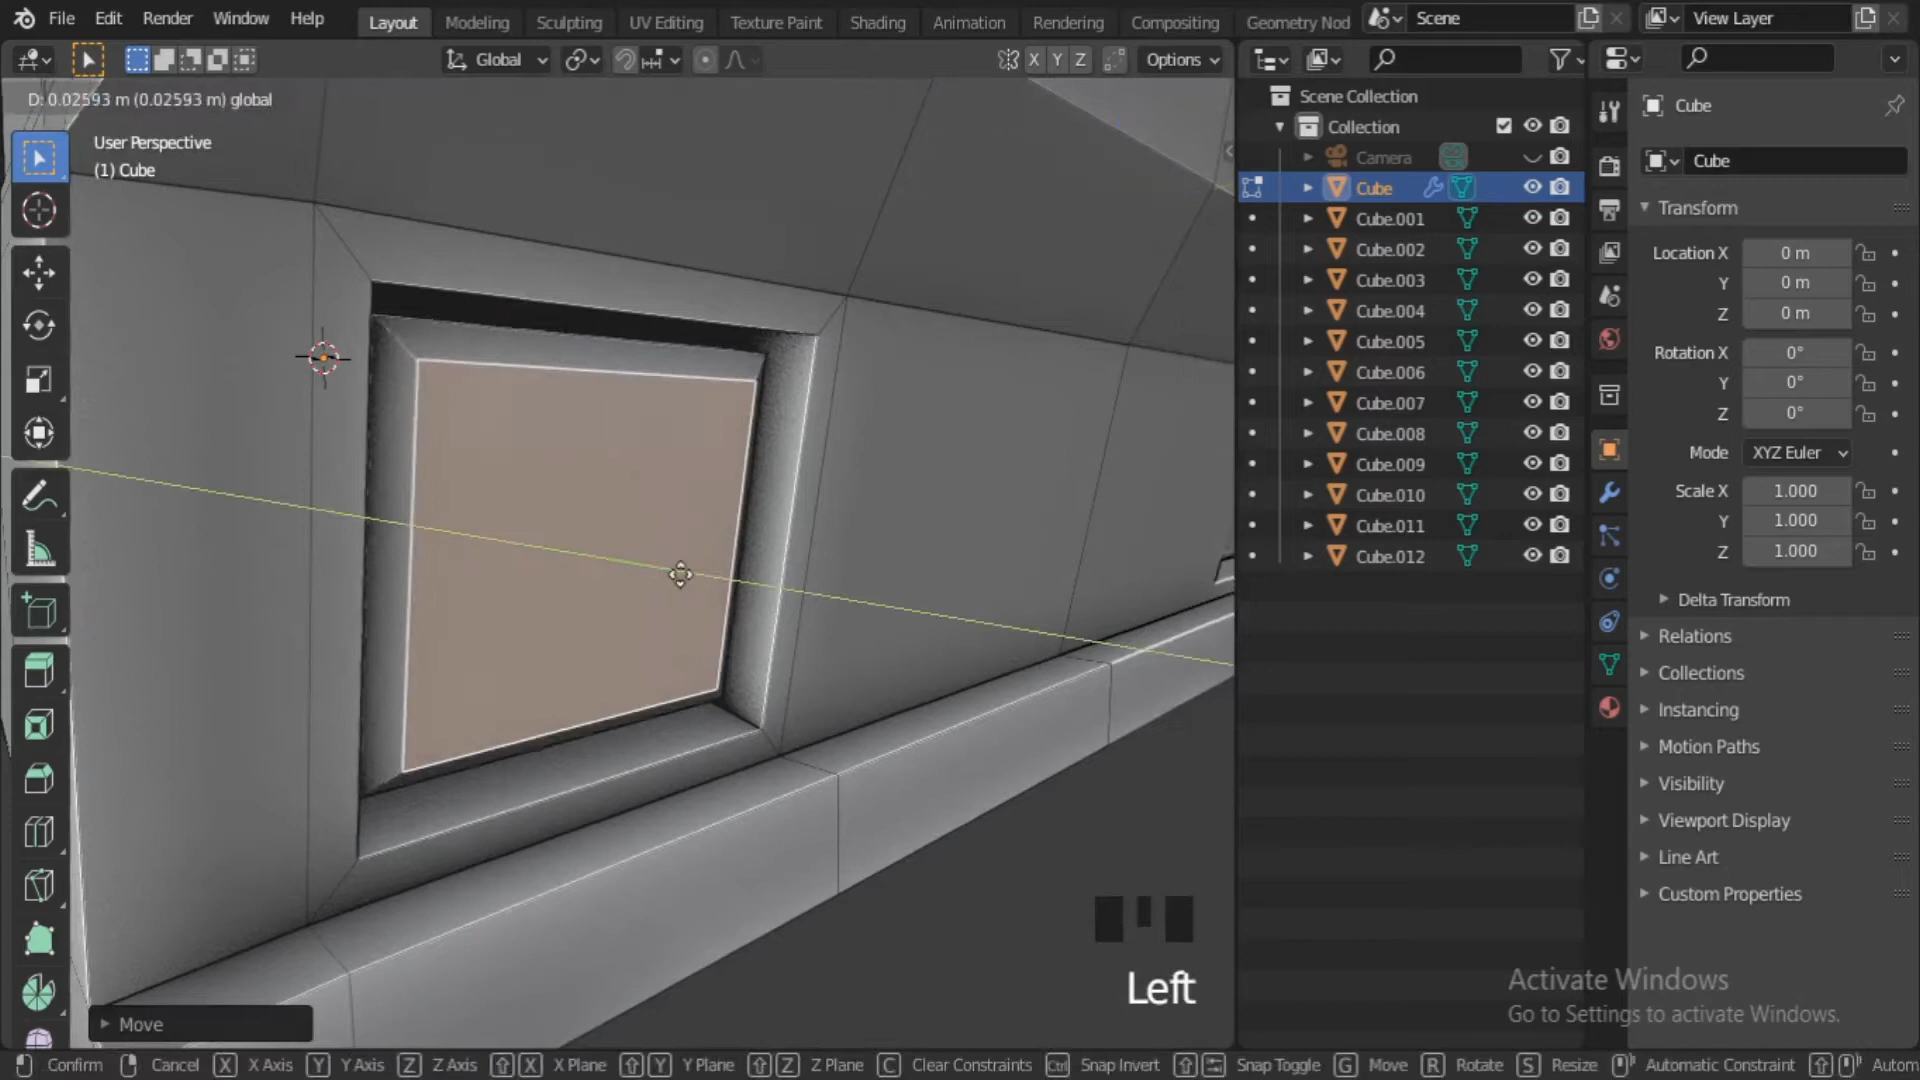 File Edit Render Window Help Layout Modeling Sculpting UV Editing Texture Paint Shading Animation Rendering Compositing Geometry Nod Scene View Layer
Global X Y Z Options
D: 0.02593 m (0.02593 m) global
User Perspective
(1) Cube
Scene Collection
Collection
Camera
Cube
Cube.001
Cube.002
Cube.003
Cube.004
Cube.005
Cube.006
Cube.007
Cube.008
Cube.009
Cube.010
Cube.011
Cube.012
Cube
Cube
Transform
Location X 0 m
Y 0 m
Z 0 m
Rotation X 0°
Y 0°
Z 0°
Mode XYZ Euler
Scale X 1.000
Y 1.000
Z 1.000
Delta Transform
Relations
Collections
Instancing
Motion Paths
Visibility
Viewport Display
Line Art
Custom Properties
Left
Activate Windows
Go to Settings to activate Windows.
Move
Confirm Cancel X X Axis Y Y Axis Z Z Axis X X Plane Y Y Plane Z Z Plane C Clear Constraints Ctrl Snap Invert Snap Toggle G Move R Rotate S Resize Automatic Constraint Autom